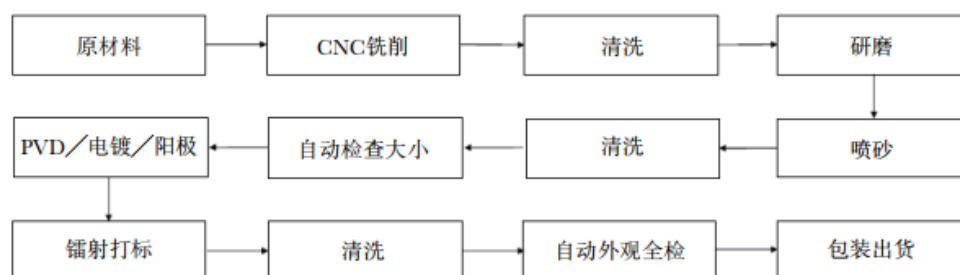 原材料
CNC铣削
清洗
研磨
喷砂
清洗
自动检查大小
PVD／电镀／阳极
镭射打标
清洗
自动外观全检
包装出货